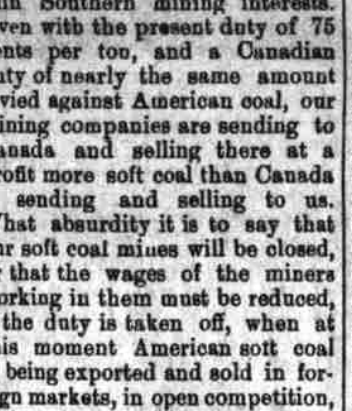 in Southern mining interests.
ven with the present duty of 75
ents per ton, and a Canadian
uty of nearly the same amount
vied against American coal, our
ining companies are sending to
anada and selling there at a
rofit more soft coal than Canada
sending and selling to us.
hat absurdity it is to say that
ur soft coal mines will be closed,
that the wages of the miners
orking in them must be reduced,
the duty is taken off, when at
is moment American soft coal
being exported and sold in for-
gn markets, in open competition,